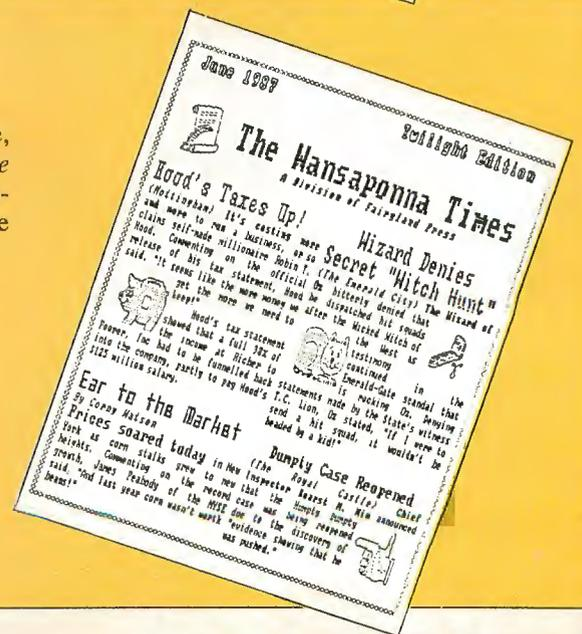 June 1987
Twilight Edition
The Wansaponna Times
A Division of Fairyland Press
Hood's Taxes Up!
(Nottingham) It's costing more
and more to run a business, or so
claims self-made millionaire Robin
Hood. Commenting on the official
release of his tax statement, Hood
said, "It seems like the more money we
get the more we need to
keep!"
Hood's tax statement
showed that a full 30% of
the income at Richer to
Poorer, Inc had to be funnelled back
into the company, partly to pay Hood's
$125 million salary.
Wizard Denies
Secret "Witch Hunt"
(The Emerald City) The Wizard of
Oz bitterly denied that
he dispatched hit squads
after the Wicked Witch of
the West as
testimony
continued in the
Emerald-Gate scandal that
is rocking Oz. Denying
statements made by the State's witness
T.C. Lion, Oz stated, "If I were to
send a hit squad, it wouldn't be
headed by a kid!"
Ear to the Market
By Corny Watson
Prices soared today in New
York as corn stalks grew to new
heights. Commenting on the record
growth, James Peabody of the NYSE
said, "And last year corn wasn't worth
beans!"
Dumpty Case Reopened
(The Royal Castle) Chief
Inspector Hearst M. announced
that the Humpty Dumpty
case was being reopened
due to the discovery of
"evidence showing that he
was pushed."